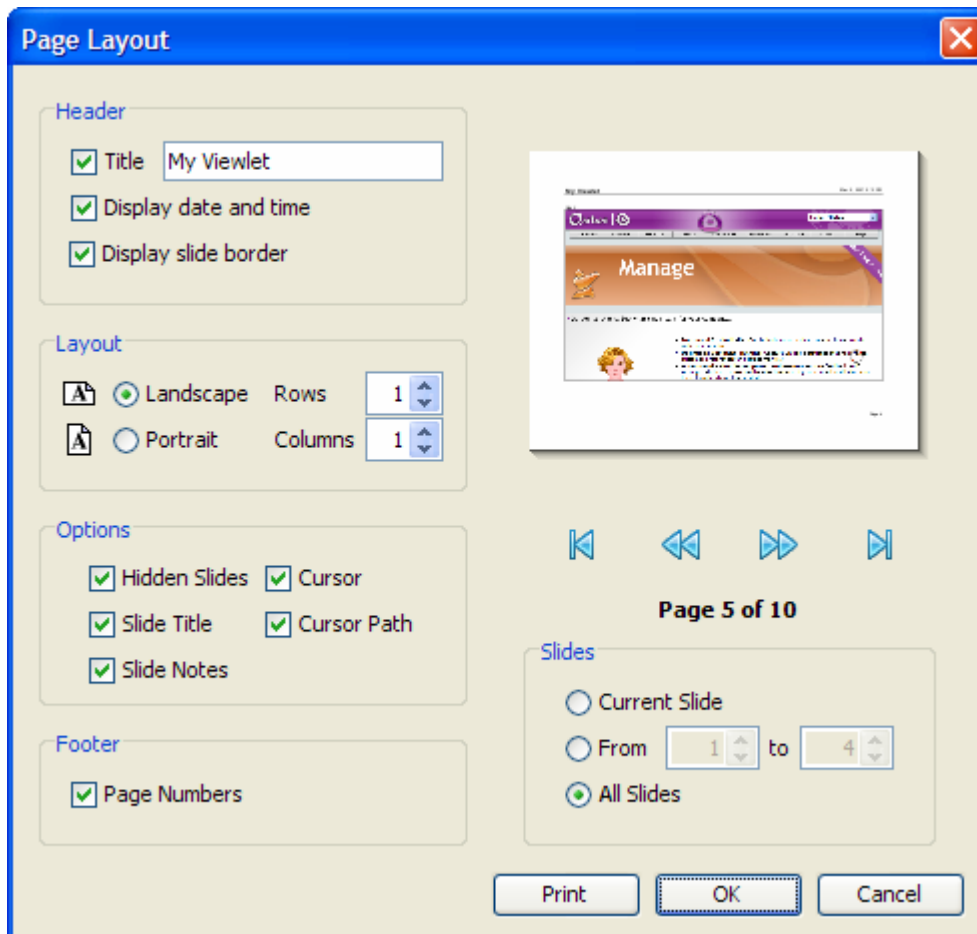 Page Layout
Header
Title My Viewlet
Display date and time
Display slide border
Layout
A Landscape Rows 1
A Portrait Columns 1
Options
Hidden Slides Cursor
Slide Title Cursor Path
Slide Notes
Footer
Page Numbers
My Viewlet
Manage
Page 5 of 10
Slides
Current Slide
From 1 to 4
All Slides
Print OK Cancel